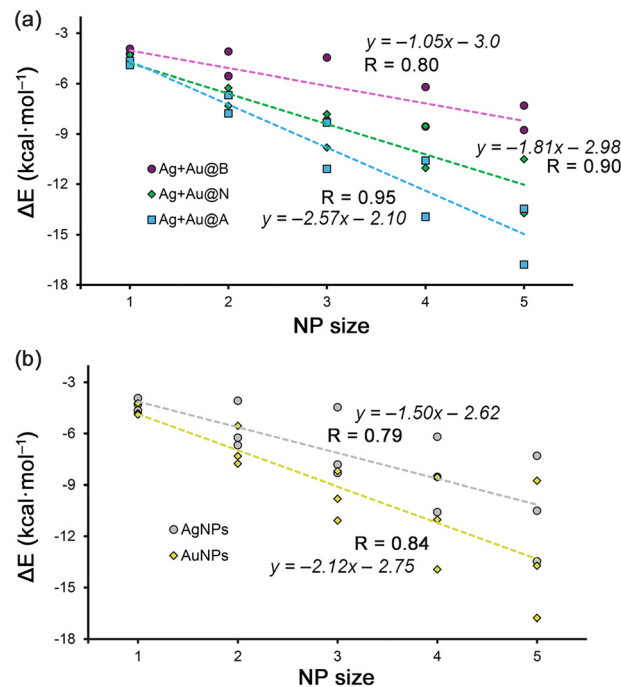 (a)
-3
y = –1.05x – 3.0
R = 0.80
-6
ΔE (kcal·mol⁻¹)
-9
y = –1.81x – 2.98
R = 0.90
Ag+Au@B
Ag+Au@N
Ag+Au@A
-12
R = 0.95
y = –2.57x – 2.10
-15
-18
1 2 3 4 5
NP size
(b)
-3
y = –1.50x – 2.62
R = 0.79
-6
ΔE (kcal·mol⁻¹)
-9
AgNPs
AuNPs
-12
R = 0.84
y = –2.12x – 2.75
-15
-18
1 2 3 4 5
NP size